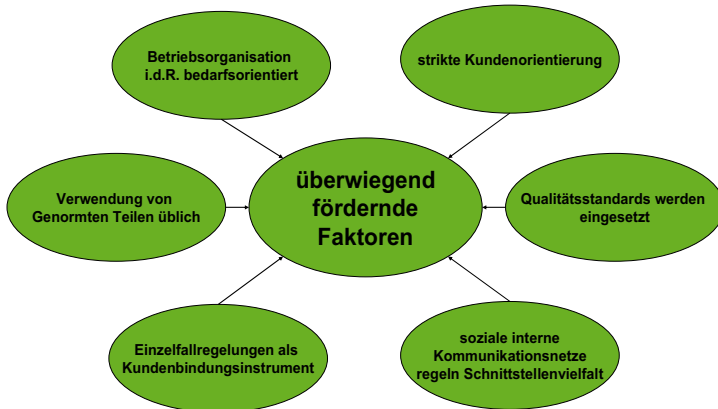 Betriebsorganisation
i.d.R. bedarfsorientiert
strikte Kundenorientierung
überwiegend
fördernde
Faktoren
Verwendung von
Genormten Teilen üblich
Qualitätsstandards werden
eingesetzt
Einzelfallregelungen als
Kundenbindungsinstrument
soziale interne
Kommunikationsnetze
regeln Schnittstellenvielfalt